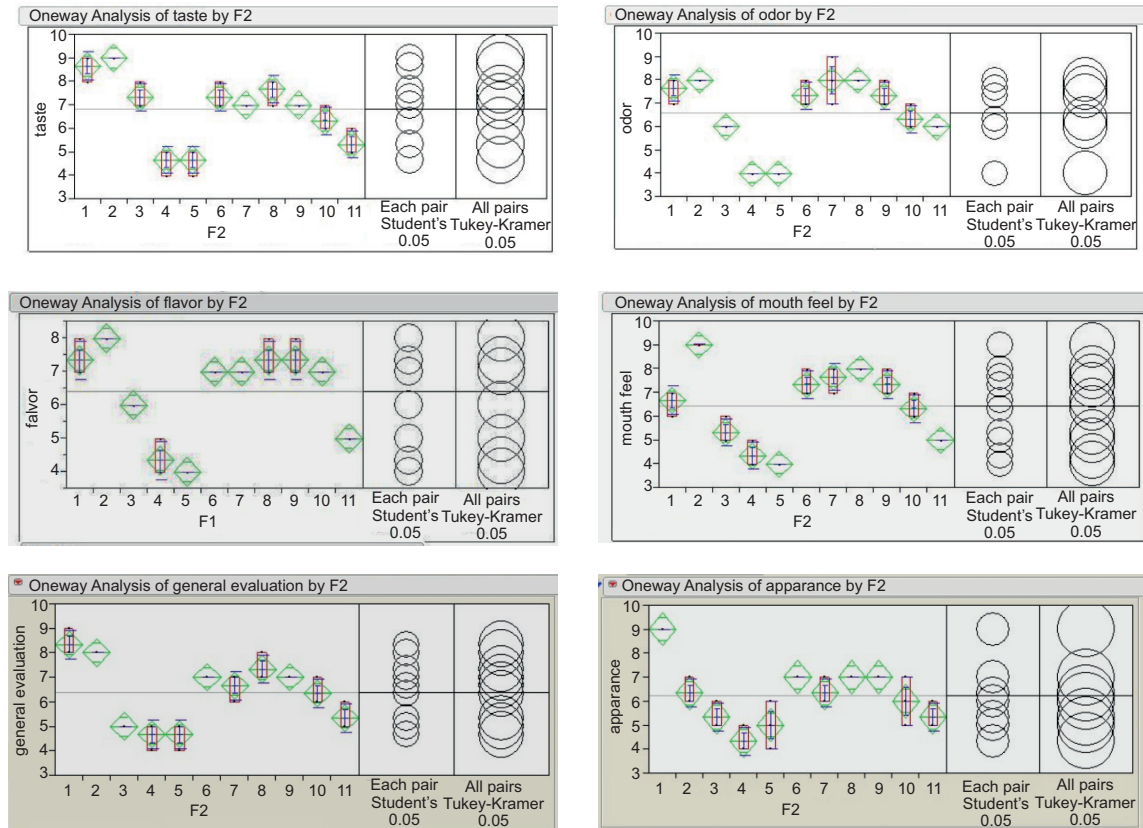 Oneway Analysis of taste by F2
taste
10
9
8
7
6
5
4
3
1 2 3 4 5 6 7 8 9 10 11
F2
Each pair
Student's
0.05
All pairs
Tukey-Kramer
0.05
Oneway Analysis of odor by F2
odor
10
9
8
7
6
5
4
3
1 2 3 4 5 6 7 8 9 10 11
F2
Each pair
Student's
0.05
All pairs
Tukey-Kramer
0.05
Oneway Analysis of flavor by F2
falvor
8
7
6
5
4
1 2 3 4 5 6 7 8 9 10 11
F1
Each pair
Student's
0.05
All pairs
Tukey-Kramer
0.05
Oneway Analysis of mouth feel by F2
mouth feel
10
9
8
7
6
5
4
3
1 2 3 4 5 6 7 8 9 10 11
F2
Each pair
Student's
0.05
All pairs
Tukey-Kramer
0.05
Oneway Analysis of general evaluation by F2
general evaluation
10
9
8
7
6
5
4
3
1 2 3 4 5 6 7 8 9 10 11
F2
Each pair
Student's
0.05
All pairs
Tukey-Kramer
0.05
Oneway Analysis of apparance by F2
apparance
10
9
8
7
6
5
4
3
1 2 3 4 5 6 7 8 9 10 11
F2
Each pair
Student's
0.05
All pairs
Tukey-Kramer
0.05